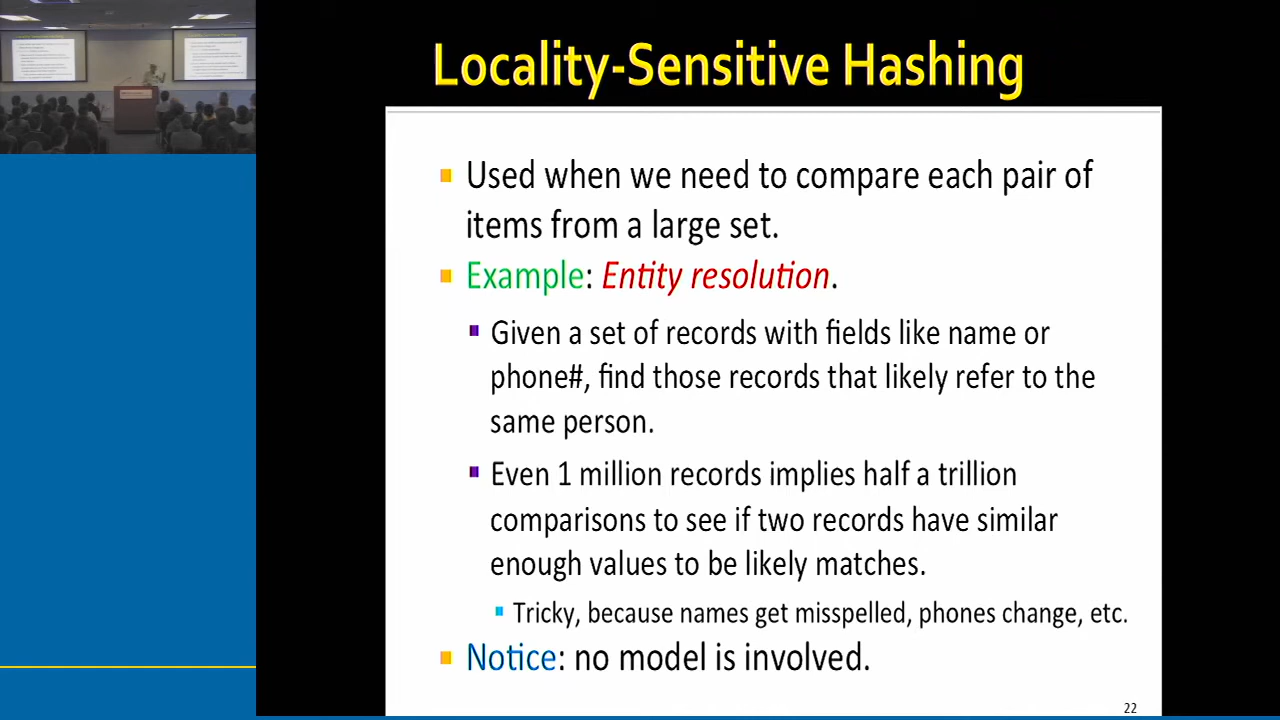 Locality-Sensitive Hashing
Used when we need to compare each pair of
items from a large set.
Example: Entity resolution.
Given a set of records with fields like name or
phone#, find those records that likely refer to the
same person.
Even 1 million records implies half a trillion
comparisons to see if two records have similar
enough values to be likely matches.
Tricky, because names get misspelled, phones change, etc.
Notice: no model is involved.
22